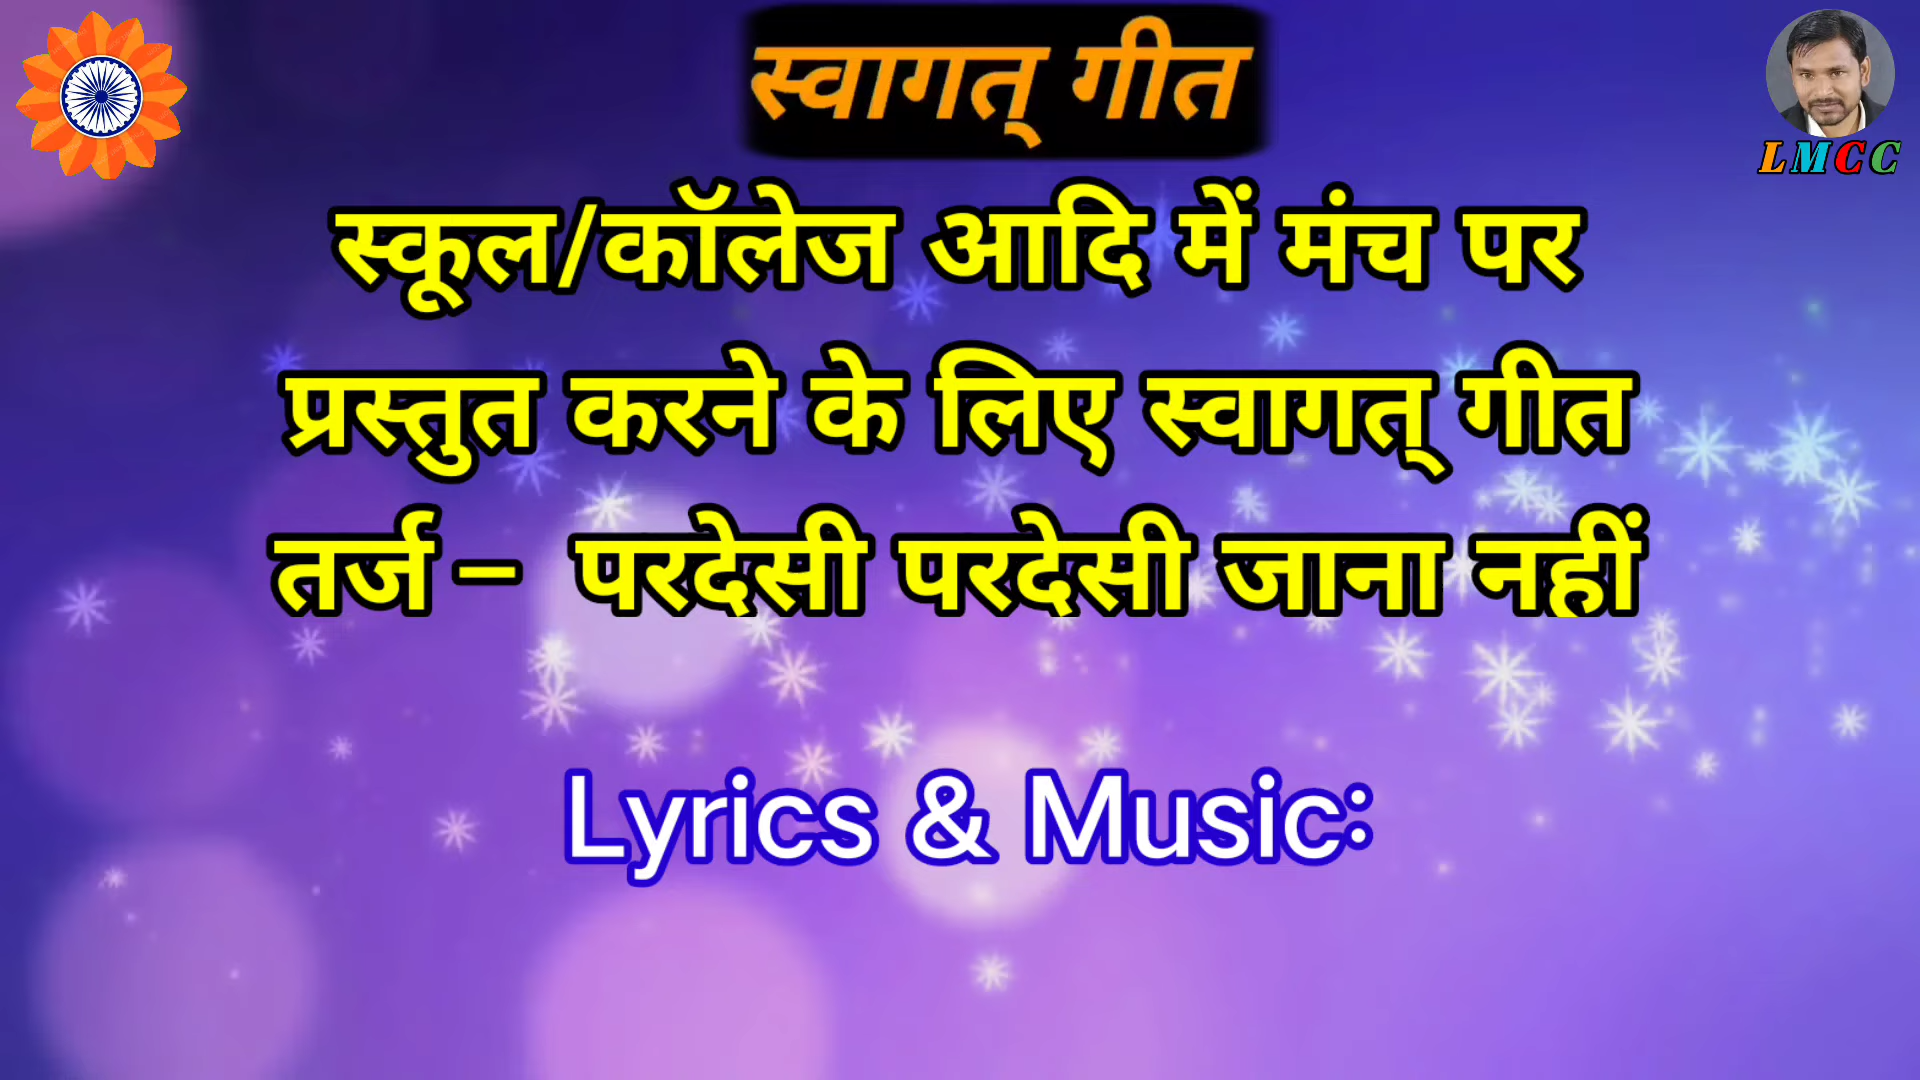 स्वागत् गीत
LMCC
स्कूल/कॉलेज आदि में मंच पर
प्रस्तुत करने के लिए स्वागत् गीत
तर्ज – परदेसी परदेसी जाना नहीं
Lyrics & Music: